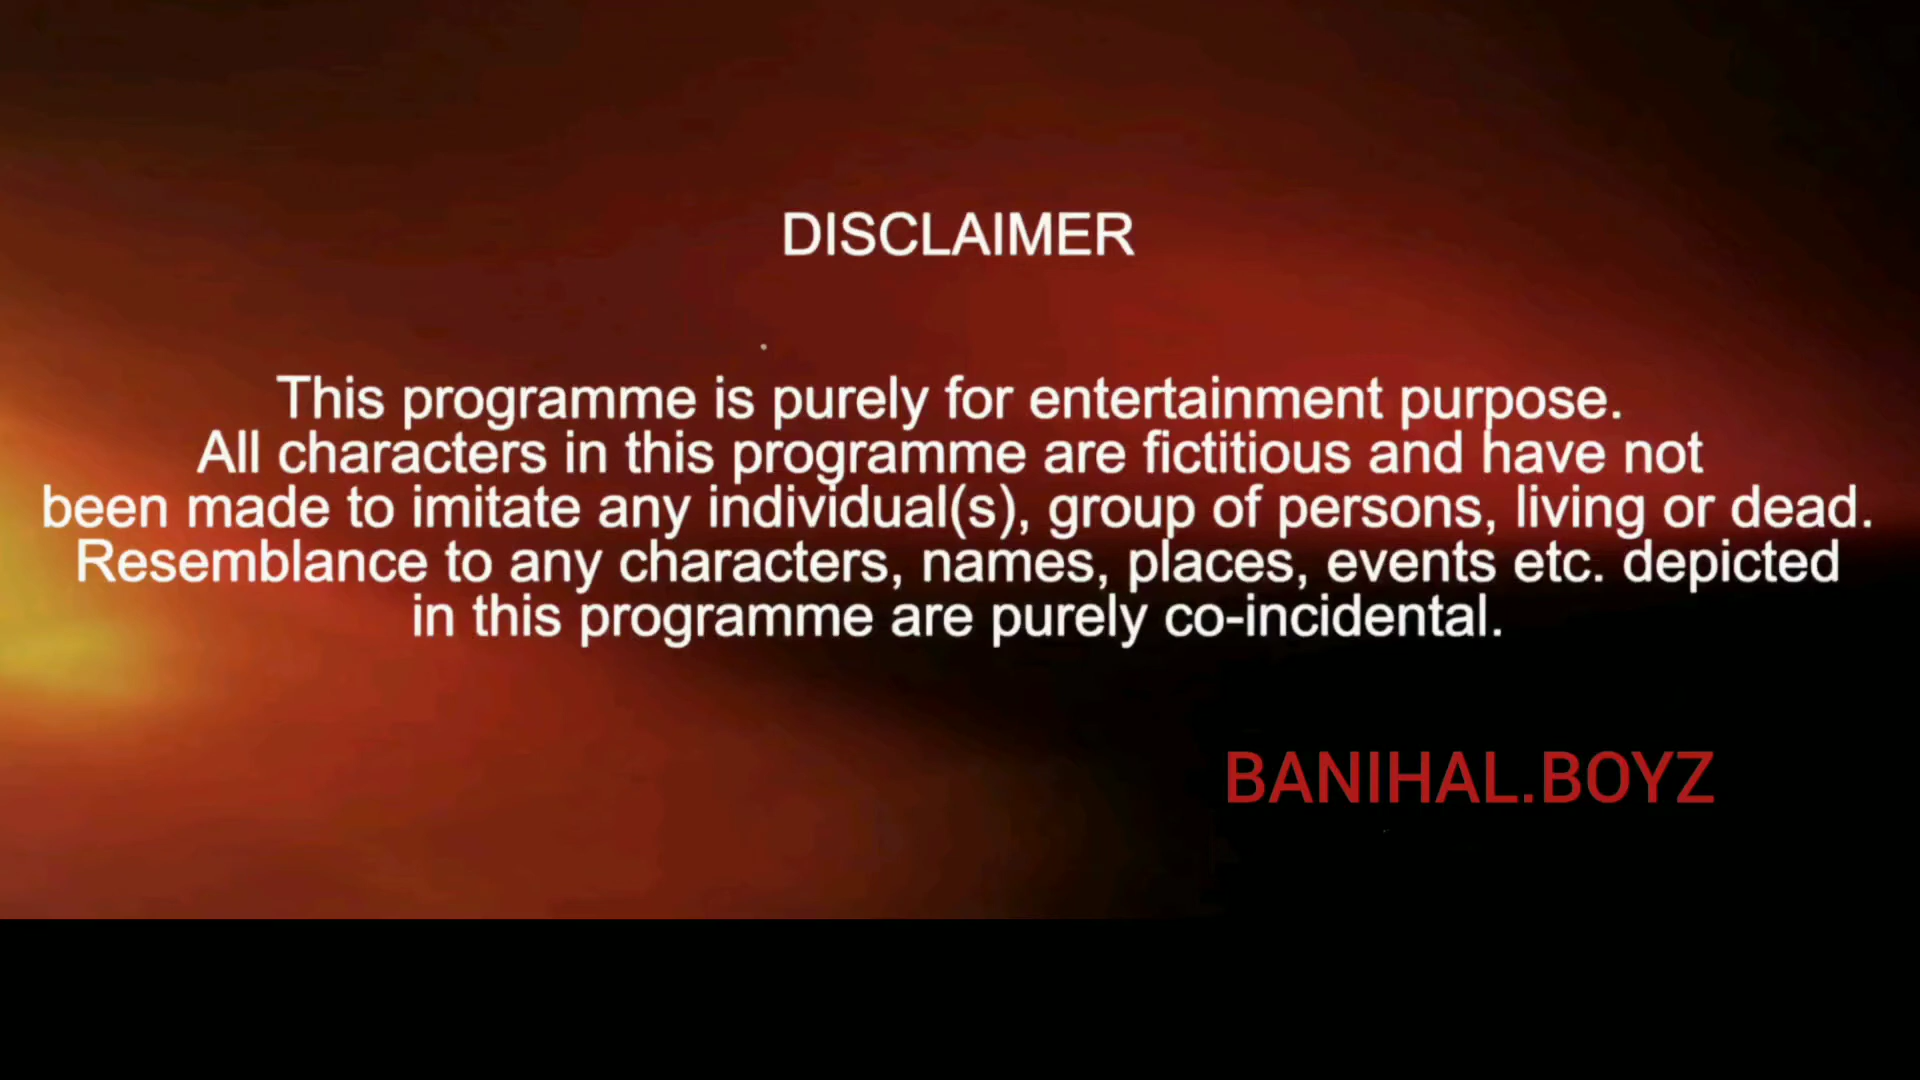 DISCLAIMER
This programme is purely for entertainment purpose.
All characters in this programme are fictitious and have not
been made to imitate any individual(s), group of persons, living or dead.
Resemblance to any characters, names, places, events etc. depicted
in this programme are purely co-incidental.
BANIHAL.BOYZ